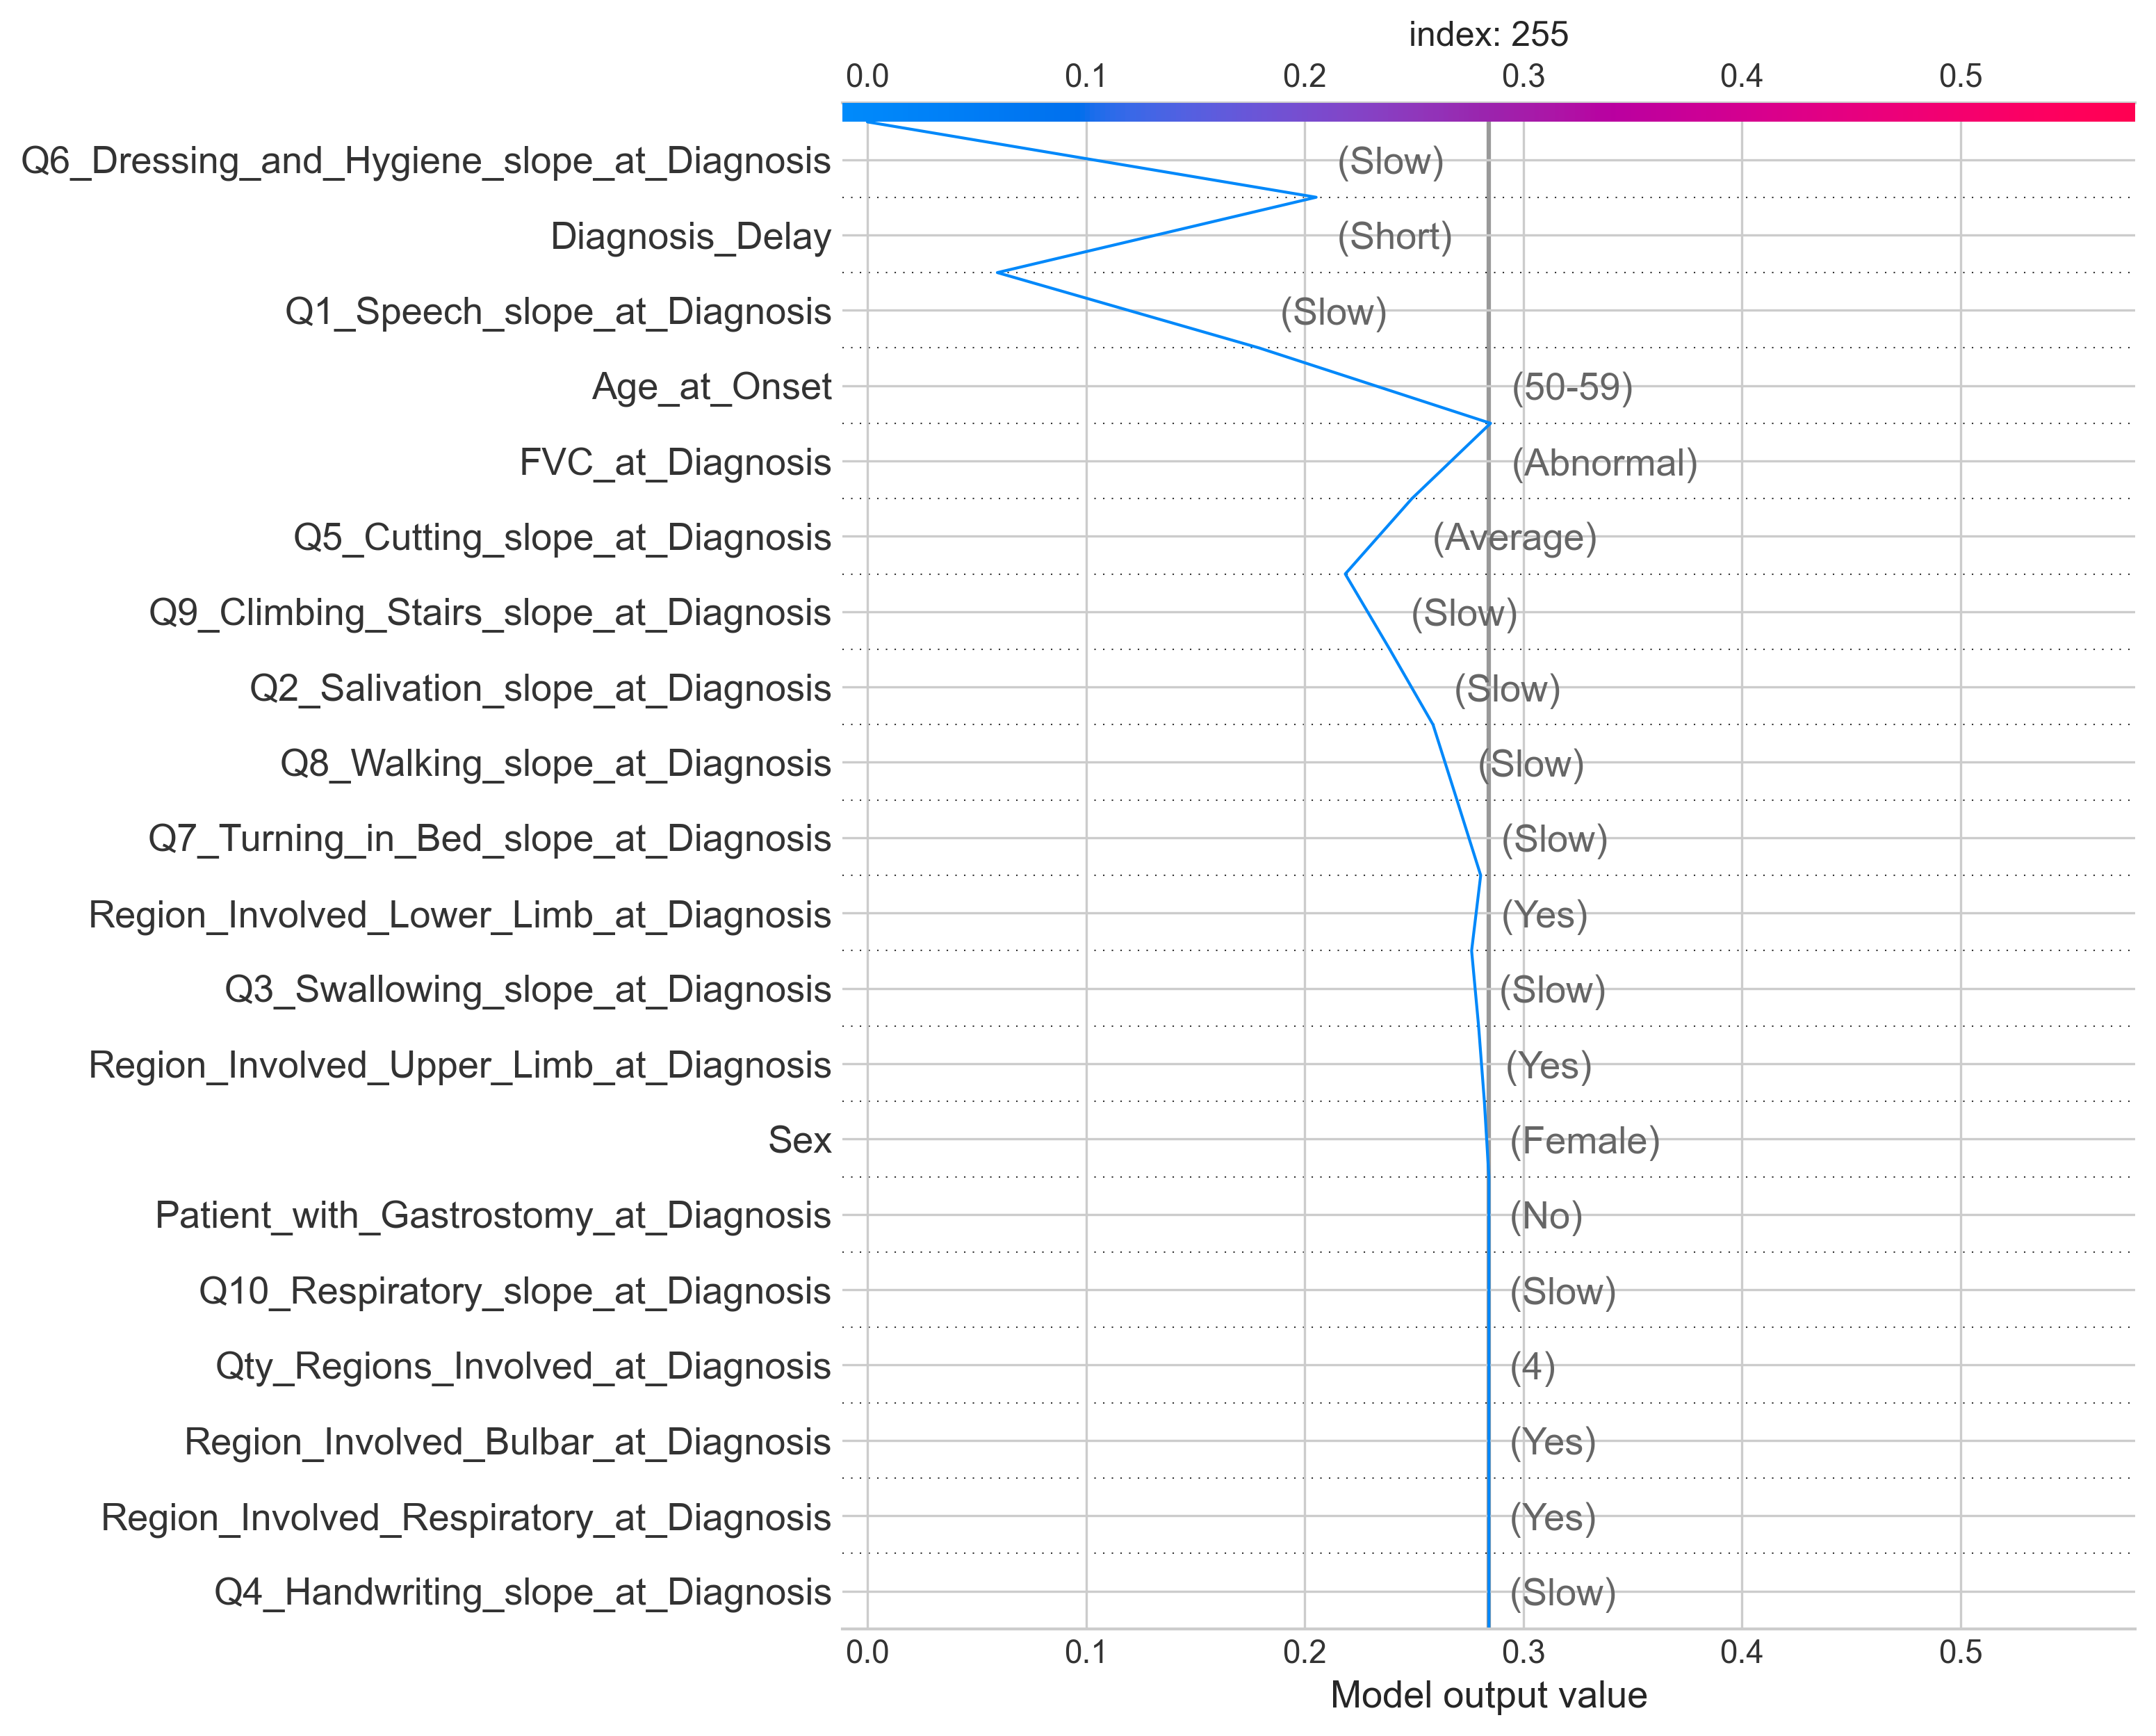 index: 255
0.0 0.1 0.2 0.3 0.4 0.5
Q6_Dressing_and_Hygiene_slope_at_Diagnosis (Slow)
Diagnosis_Delay (Short)
Q1_Speech_slope_at_Diagnosis (Slow)
Age_at_Onset (50-59)
FVC_at_Diagnosis (Abnormal)
Q5_Cutting_slope_at_Diagnosis (Average)
Q9_Climbing_Stairs_slope_at_Diagnosis (Slow)
Q2_Salivation_slope_at_Diagnosis (Slow)
Q8_Walking_slope_at_Diagnosis (Slow)
Q7_Turning_in_Bed_slope_at_Diagnosis (Slow)
Region_Involved_Lower_Limb_at_Diagnosis (Yes)
Q3_Swallowing_slope_at_Diagnosis (Slow)
Region_Involved_Upper_Limb_at_Diagnosis (Yes)
Sex (Female)
Patient_with_Gastrostomy_at_Diagnosis (No)
Q10_Respiratory_slope_at_Diagnosis (Slow)
Qty_Regions_Involved_at_Diagnosis (4)
Region_Involved_Bulbar_at_Diagnosis (Yes)
Region_Involved_Respiratory_at_Diagnosis (Yes)
Q4_Handwriting_slope_at_Diagnosis (Slow)
0.0 0.1 0.2 0.3 0.4 0.5
Model output value